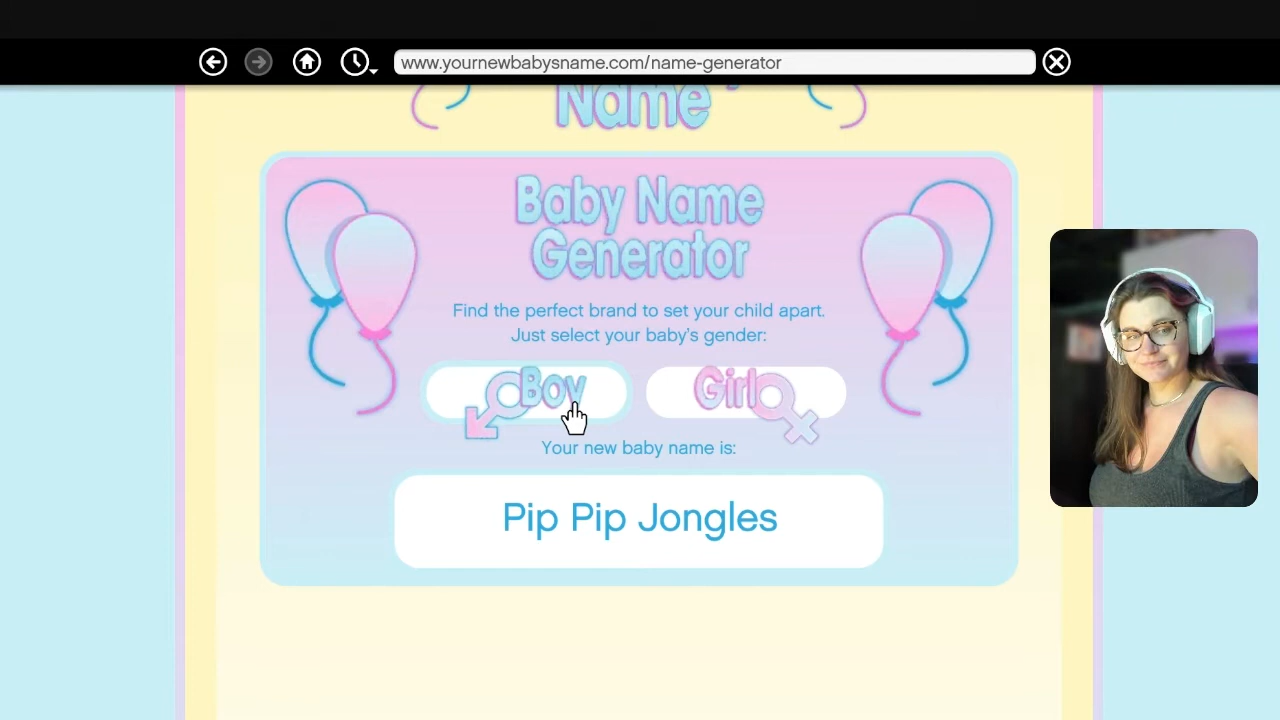 www.yournewbabysname.com/name-generator
Name
Baby Name
Generator
Find the perfect brand to set your child apart.
Just select your baby's gender:
Boy Girl
Your new baby name is:
Pip Pip Jongles